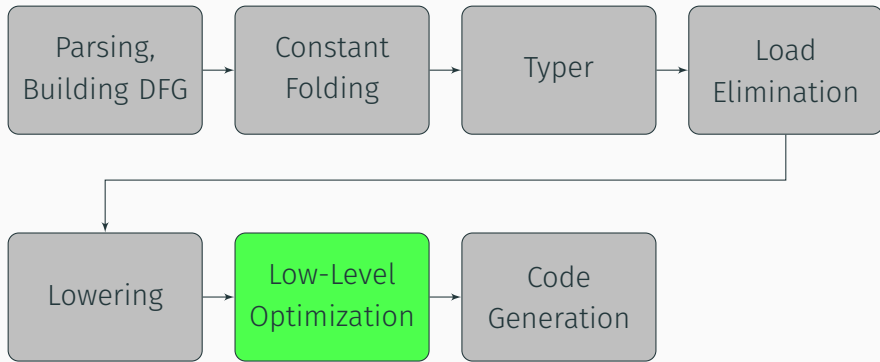 Parsing,
Building DFG
Constant
Folding
Typer
Load
Elimination
Lowering
Low-Level
Optimization
Code
Generation